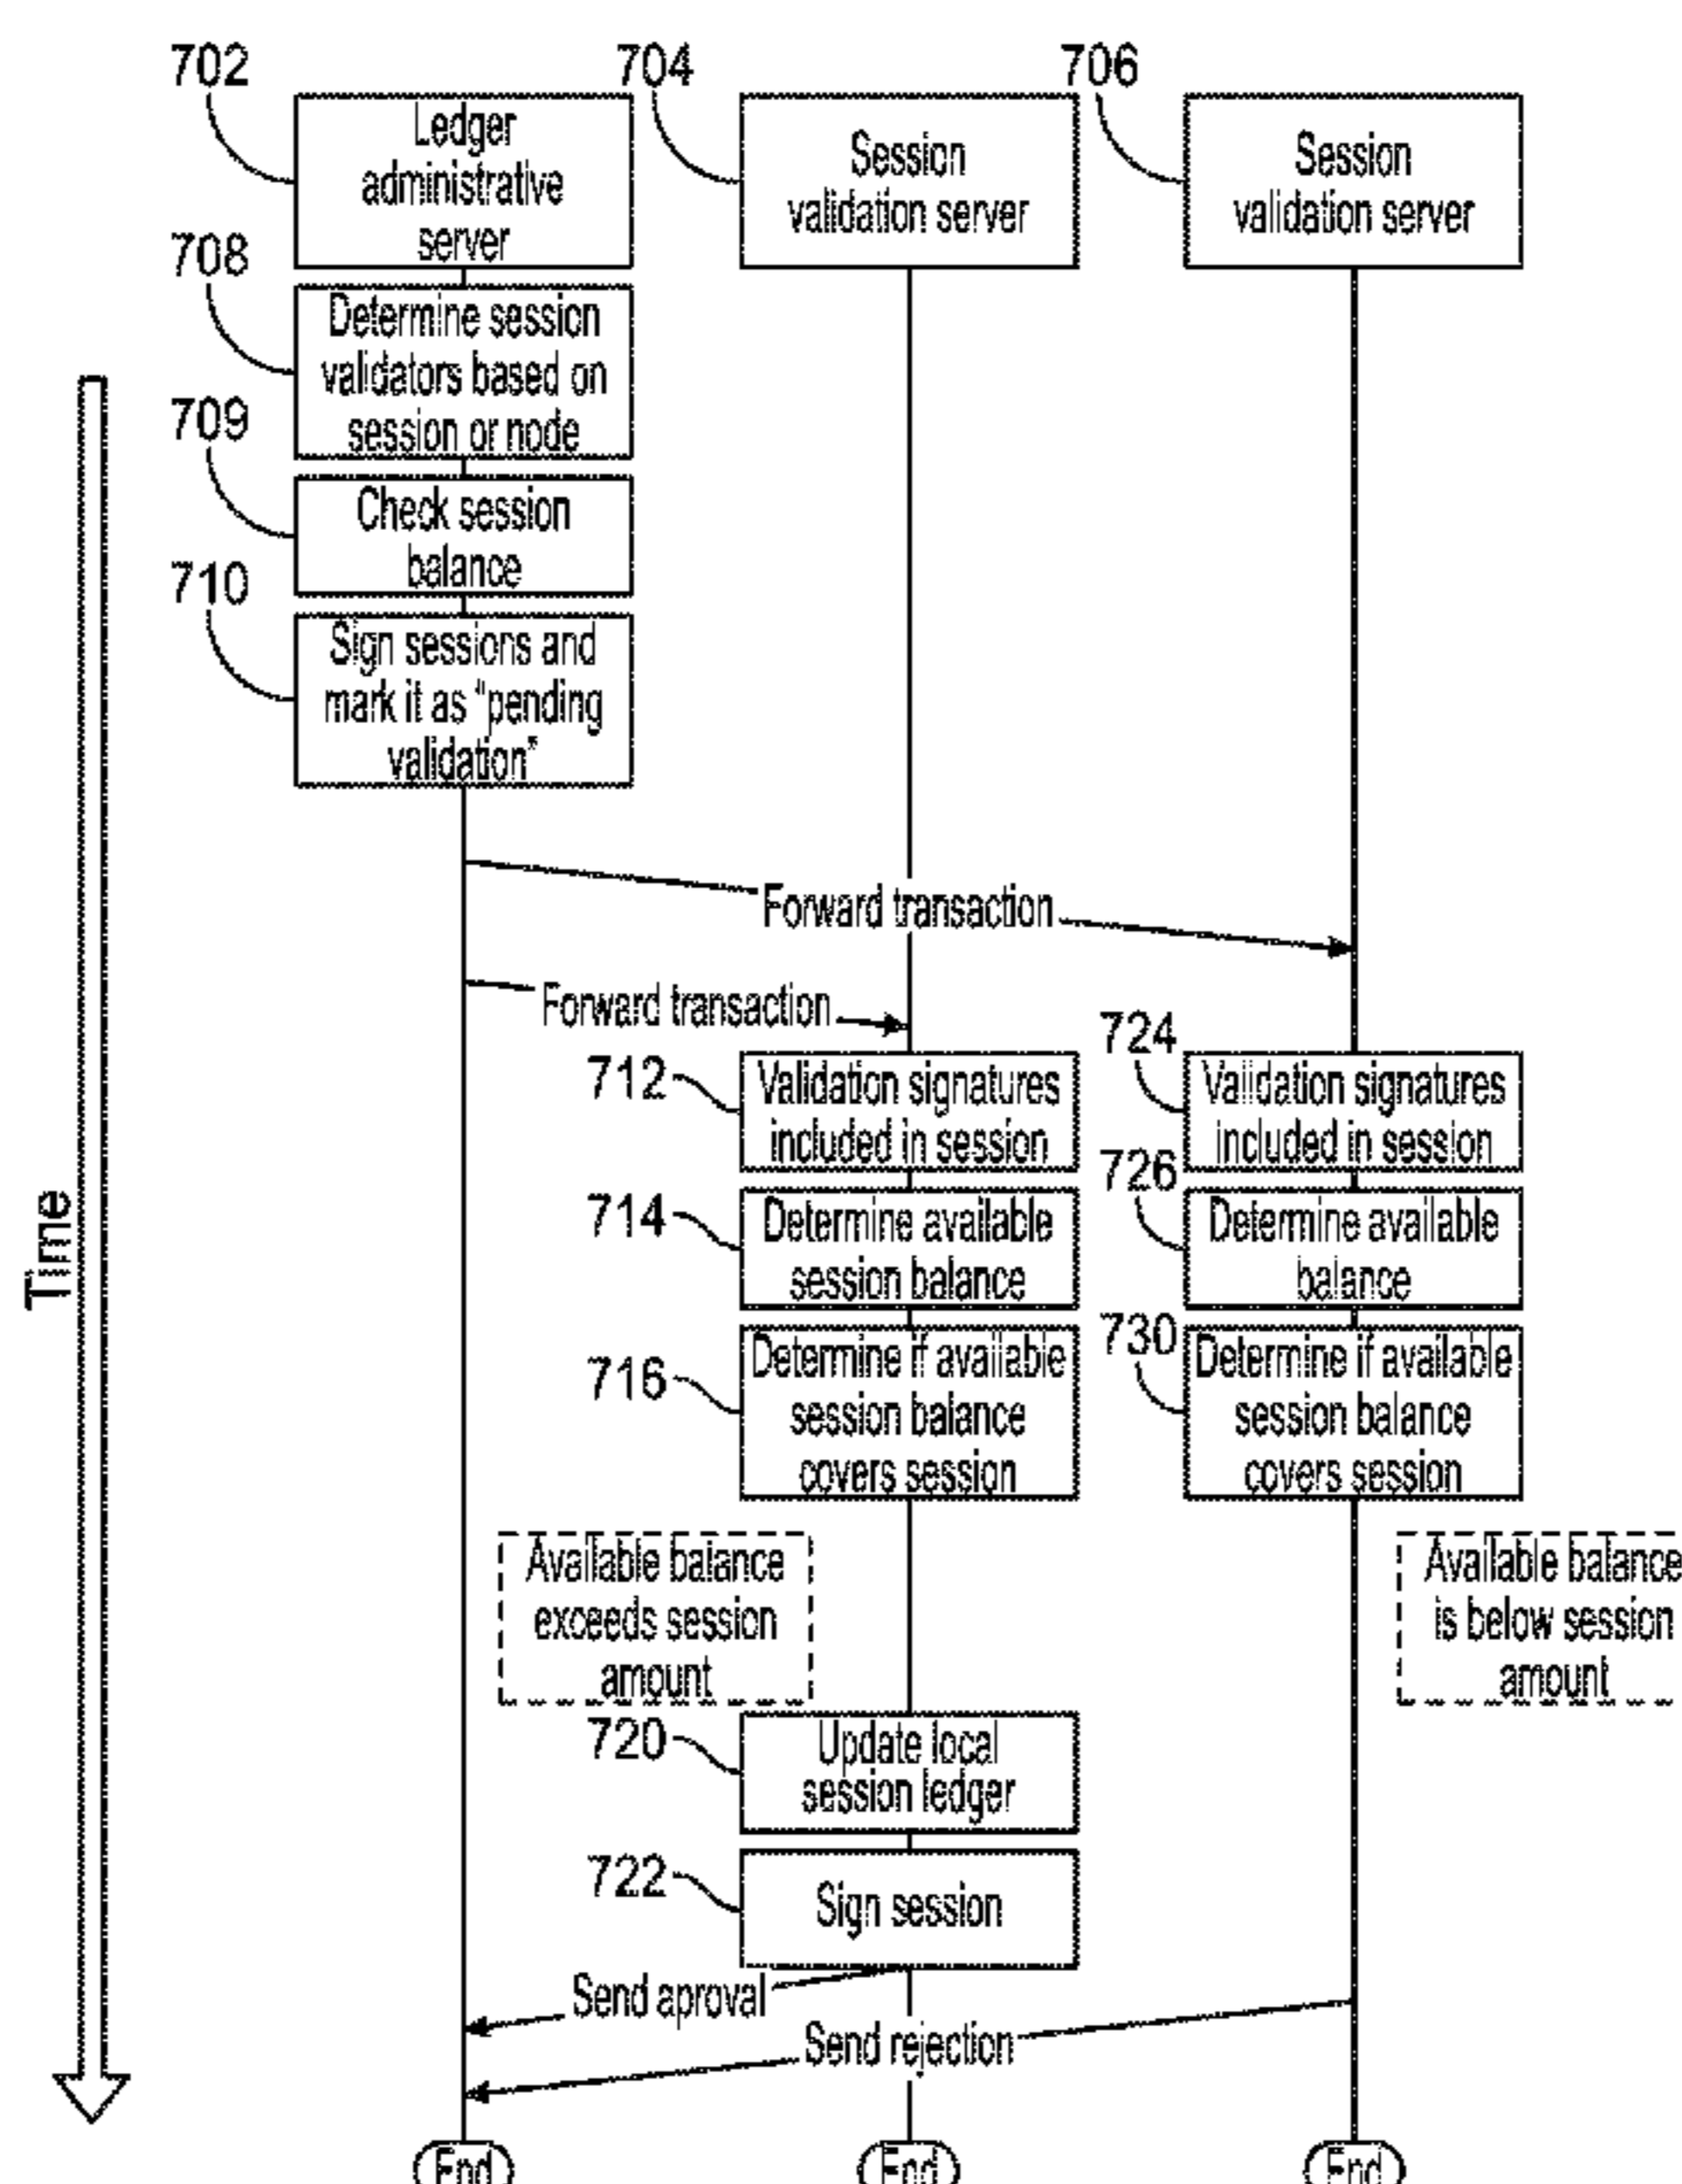 702
704
706
Ledger
administrative
server
Session
validation server
Session
validation server
708
Determine session
validators based on
session or node
709
Check session
balance
710
Sign sessions and
mark it as "pending
validation"
Forward transaction
Forward transaction
712
Validation signatures
included in session
724
Validation signatures
included in session
714
Determine available
session balance
726
Determine available
balance
716
Determine if available
session balance
covers session
730
Determine if available
session balance
covers session
Time
Available balance
exceeds session
amount
Available balance
is below session
amount
720
Update local
session ledger
722
Sign session
Send aproval
Send rejection
End
End
End